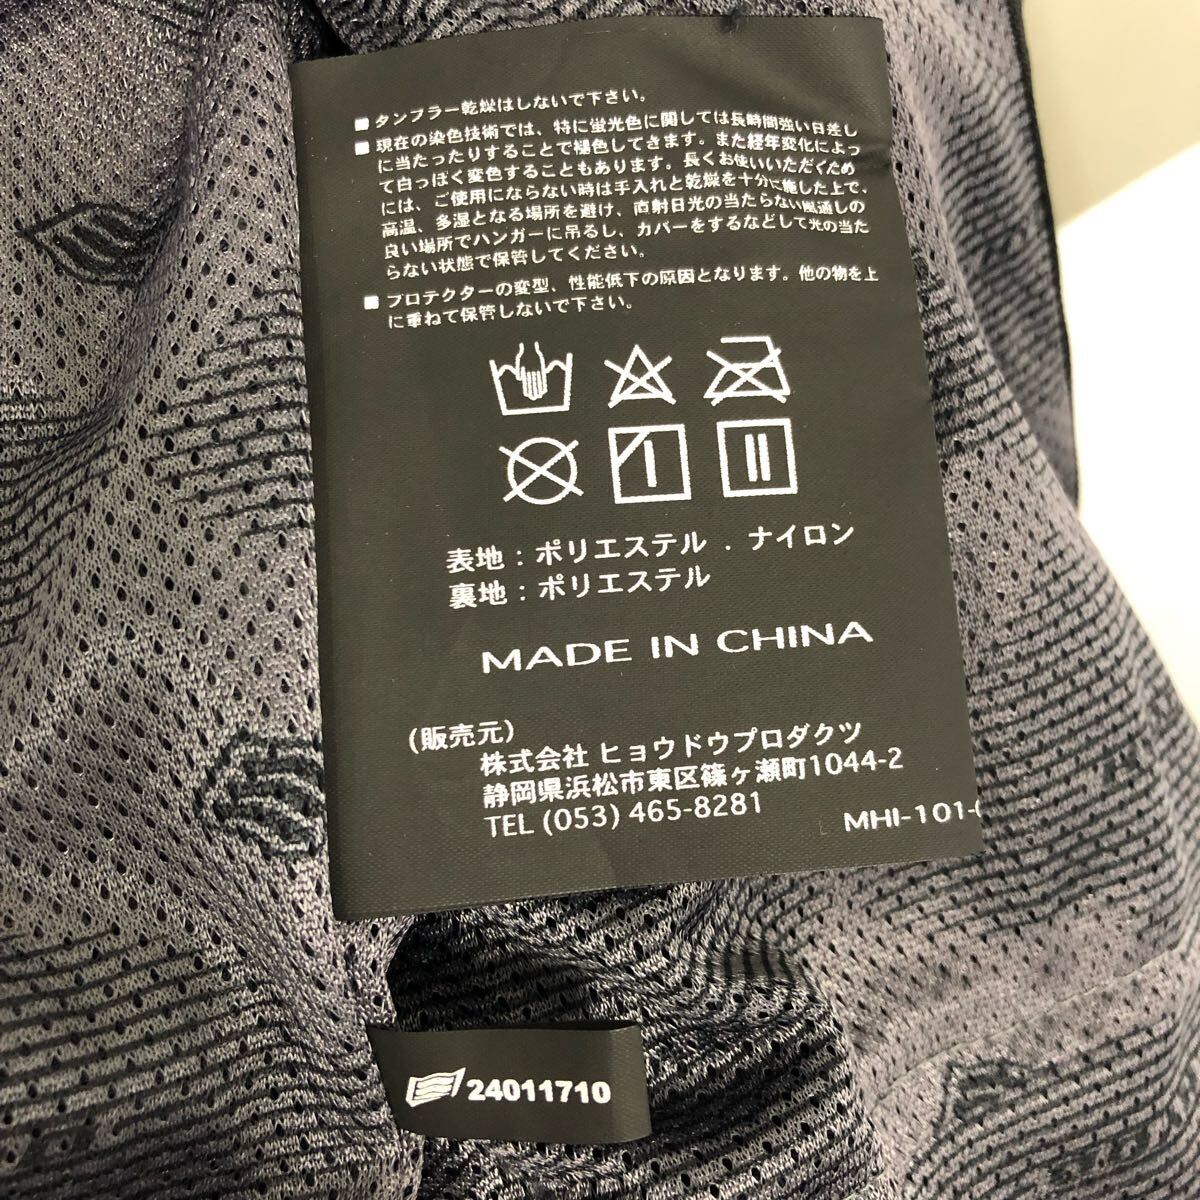 ■ タンブラー乾燥はしないで下さい。
■ 現在の染色技術では、特に蛍光色に関しては長時間強い日差し
に当たったりすることで褪色してきます。また経年変化によっ
て白っぽく変色することもあります。長くお使いいただくため
には、ご使用にならない時は手入れと乾燥を十分に施した上で、
高温、多湿となる場所を避け、直射日光の当たらない風通しの
良い場所でハンガーに吊るし、カバーをするなどして光の当た
らない状態で保管してください。
■ プロテクターの変型、性能低下の原因となります。他の物を上
に重ねて保管しないで下さい。
表地：ポリエステル . ナイロン
裏地：ポリエステル
MADE IN CHINA
(販売元)
株式会社 ヒョウドウプロダクツ
静岡県浜松市東区篠ヶ瀬町1044-2
TEL (053) 465-8281
MHI-101-
24011710